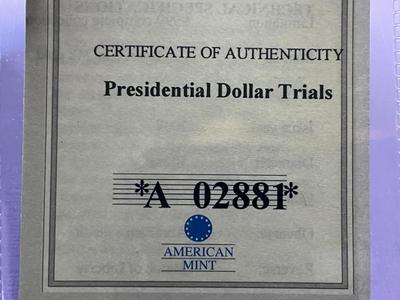 CERTIFICATE OF AUTHENTICITY
Presidential Dollar Trials
*A 02881*
AMERICAN
MINT